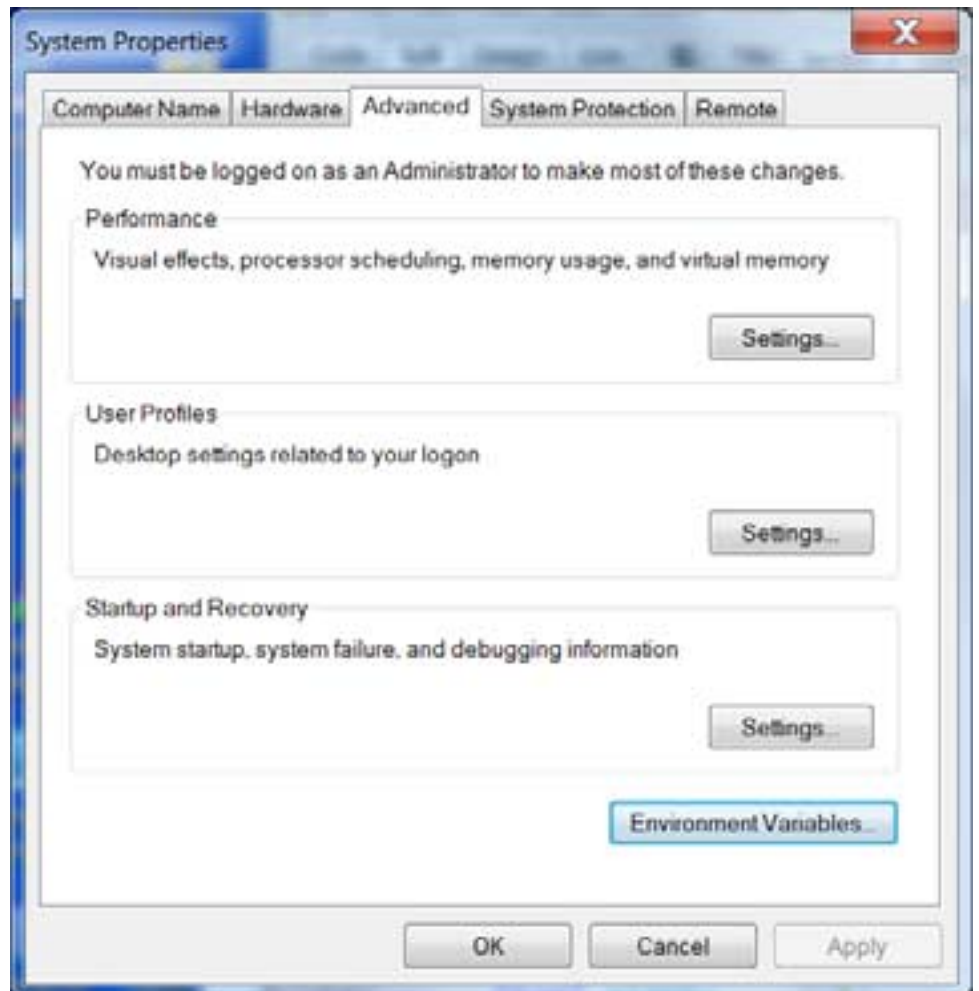 System Properties
Computer Name
Hardware
Advanced
System Protection
Remote
You must be logged on as an Administrator to make most of these changes.
Performance
Visual effects, processor scheduling, memory usage, and virtual memory
Settings...
User Profiles
Desktop settings related to your logon
Settings...
Startup and Recovery
System startup, system failure, and debugging information
Settings...
Environment Variables...
OK
Cancel
Apply